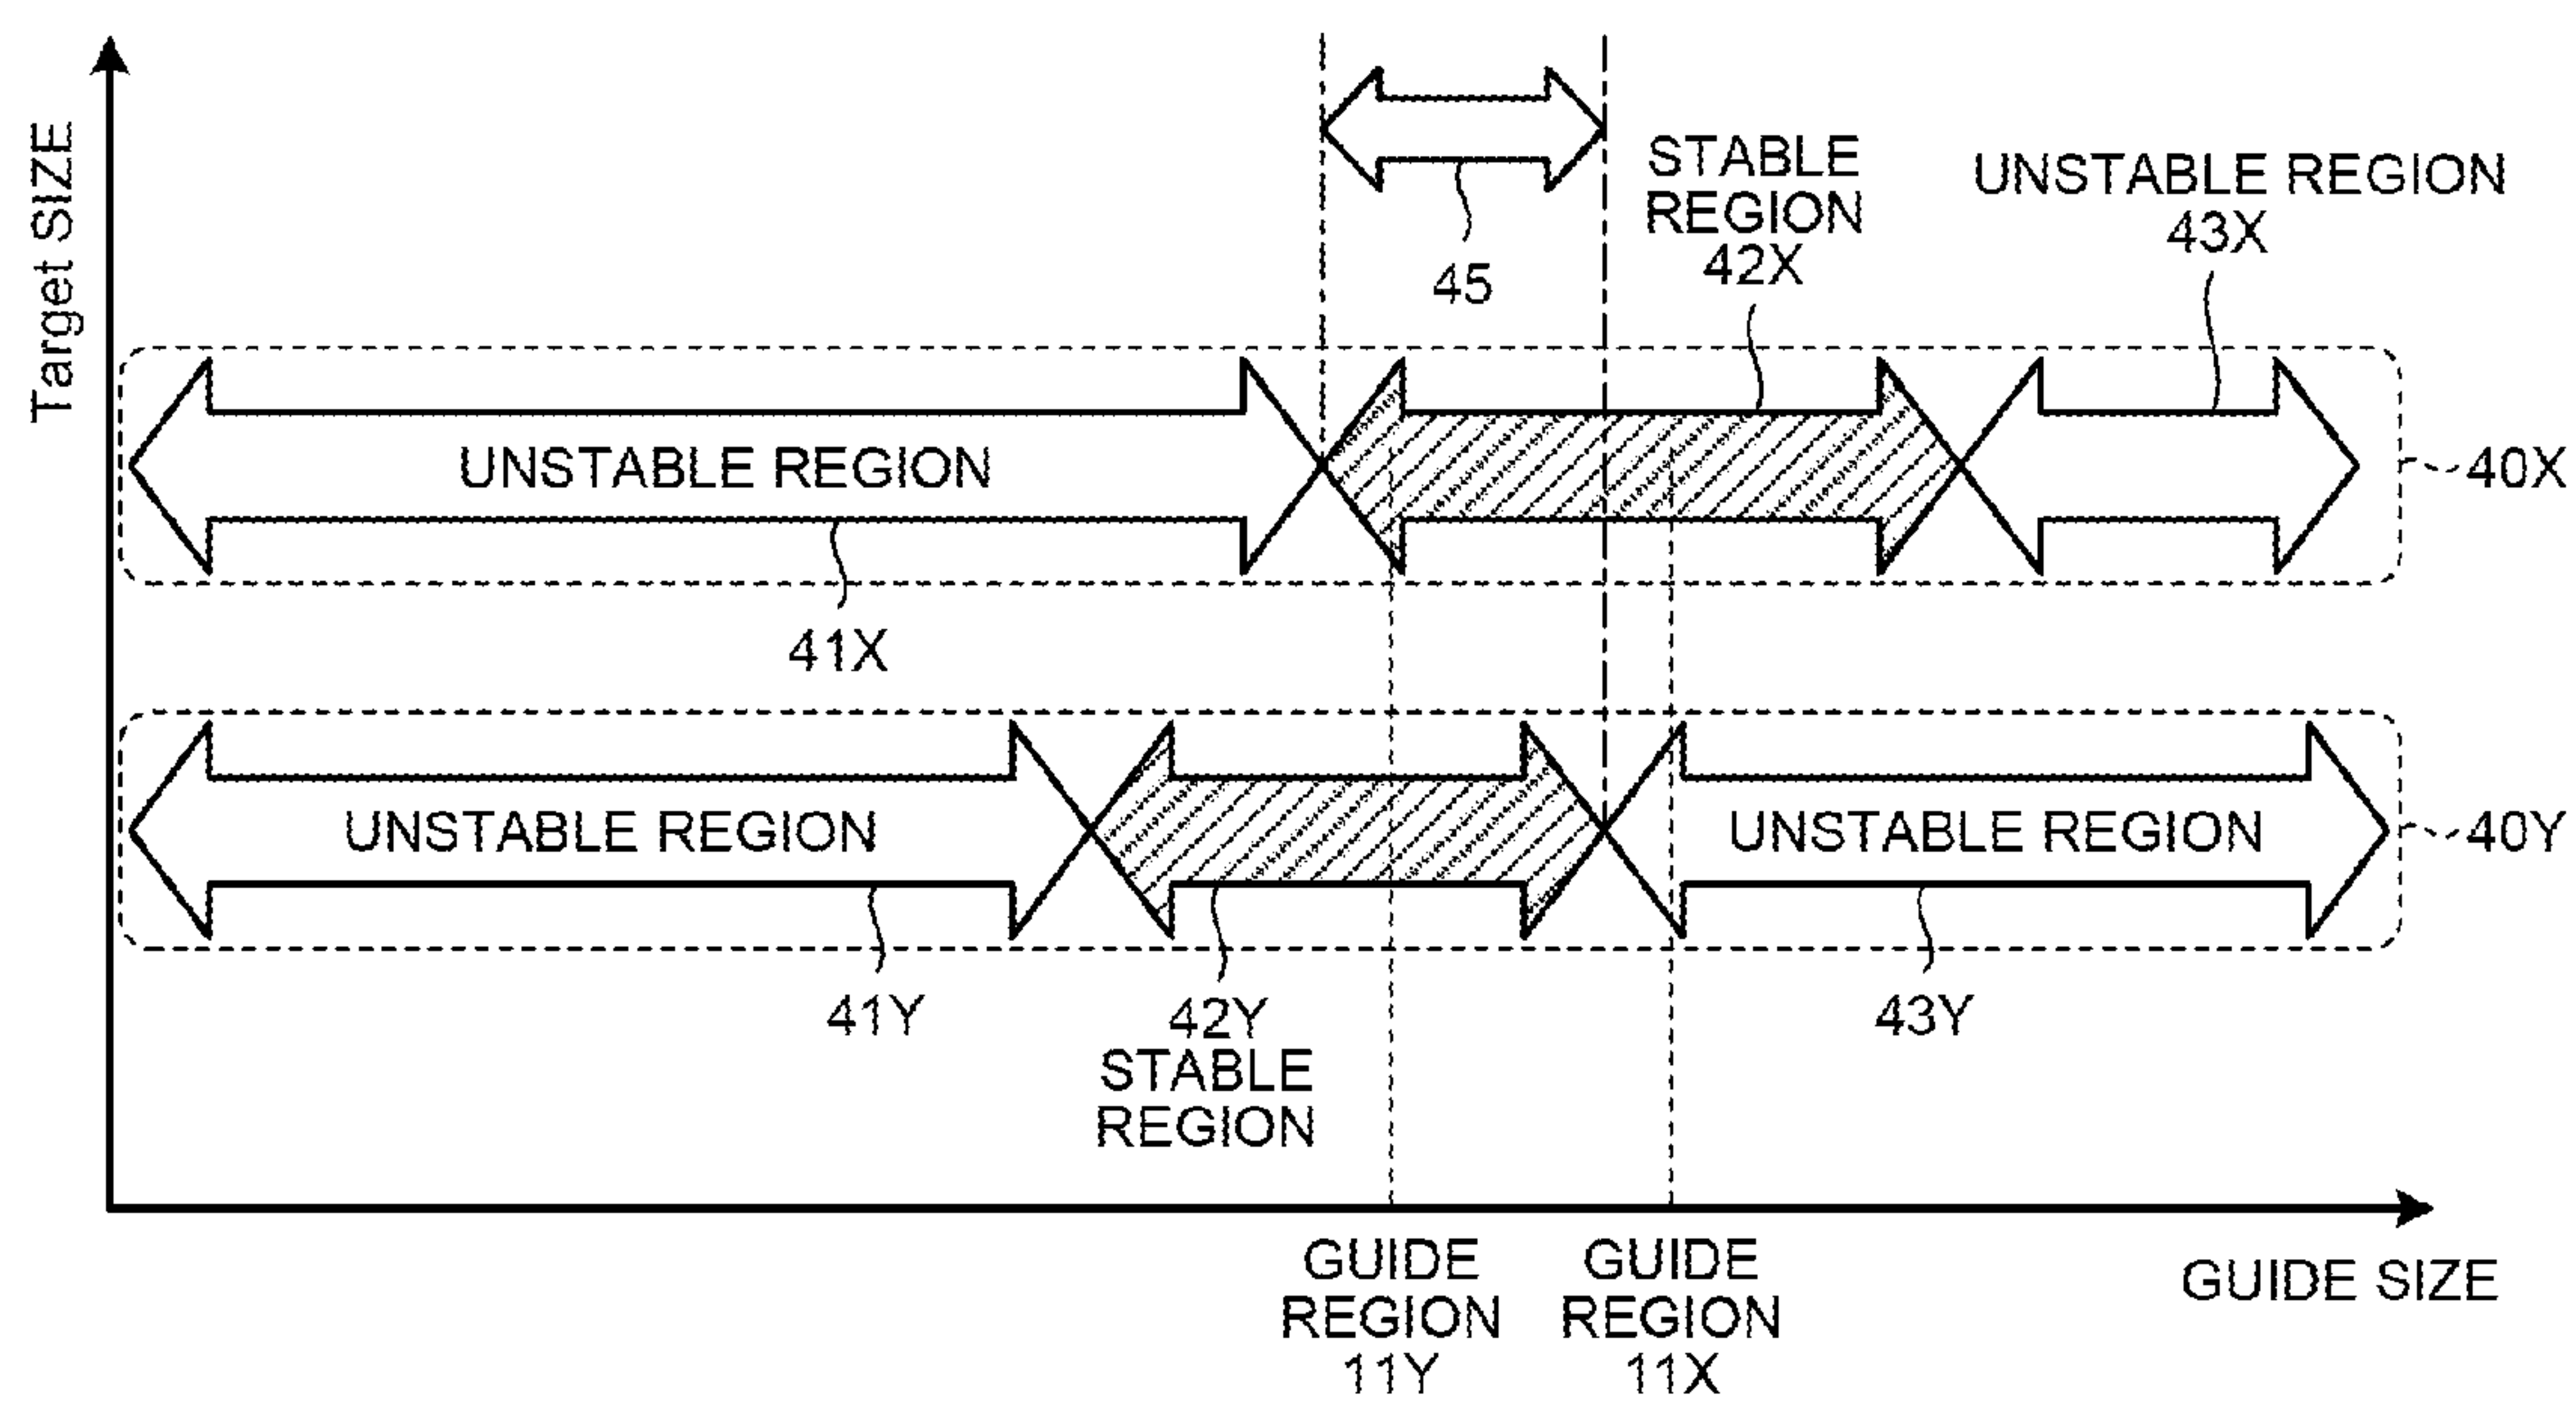 Target SIZE
45
STABLE
REGION
42X
UNSTABLE REGION
43X
UNSTABLE REGION
40X
41X
UNSTABLE REGION
UNSTABLE REGION
40Y
41Y
42Y
STABLE
REGION
43Y
GUIDE
REGION
11Y
GUIDE
REGION
11X
GUIDE SIZE